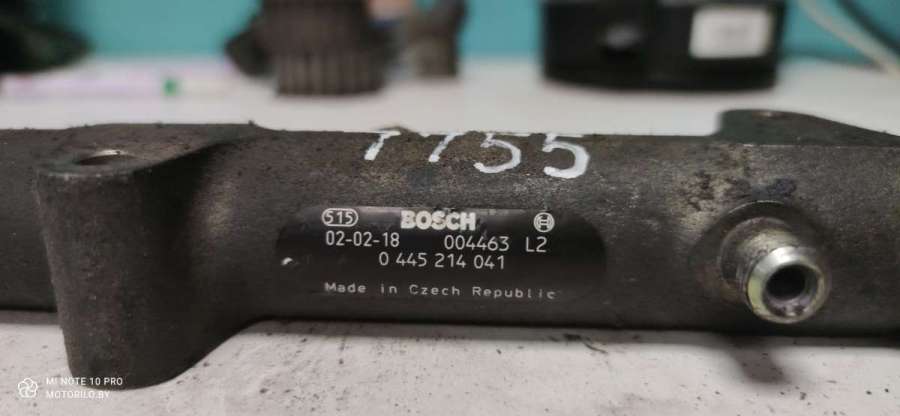 T755
515 BOSCH
02-02-18 004463 L2
0 445 214 041
Made in Czech Republic
MI NOTE 10 PRO
MOTORILO.BY